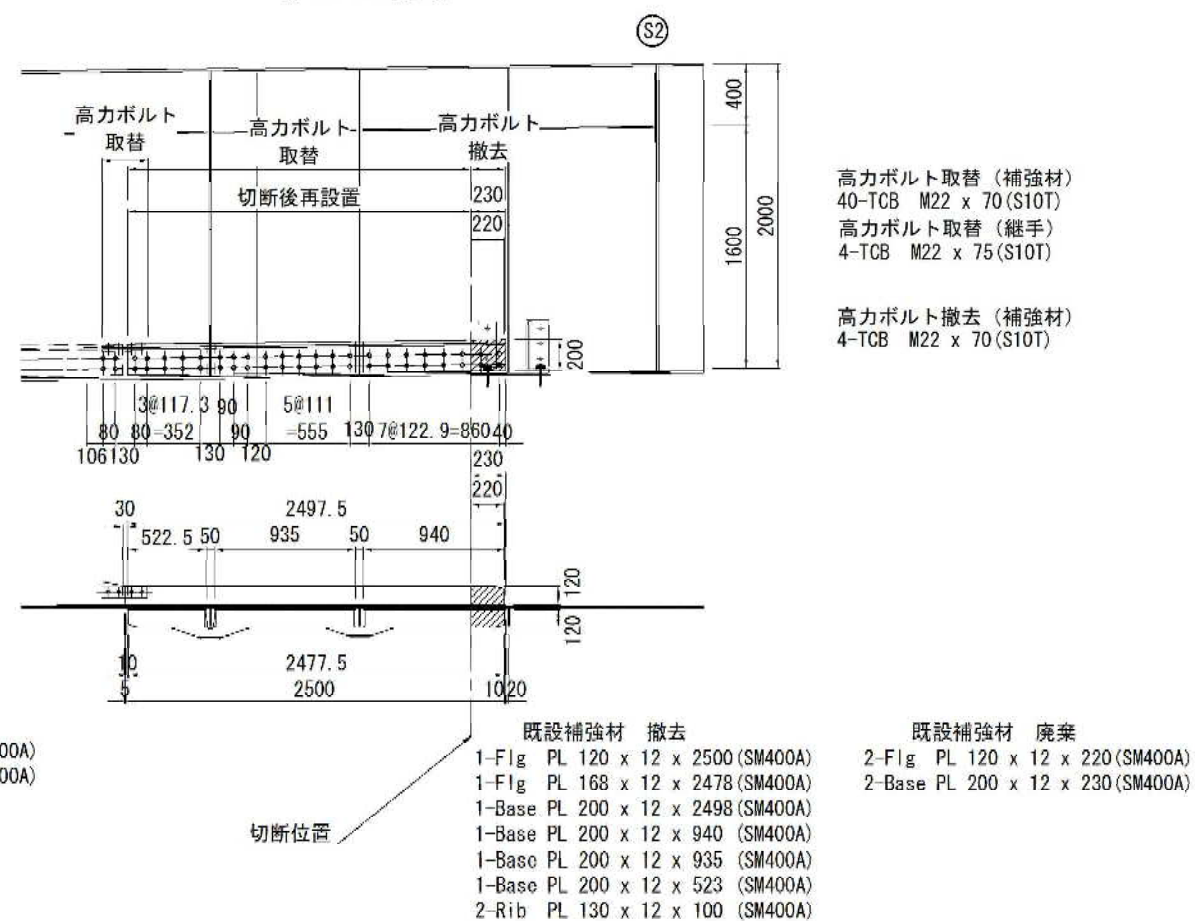 S2
高力ボルト
取替
高力ボルト
取替
高力ボルト
撤去
400
1600
2000
切断後再設置
230
220
200
高力ボルト取替（補強材）
40-TCB M22 x 70(S10T)
高力ボルト取替（継手）
4-TCB M22 x 75(S10T)
高力ボルト撤去（補強材）
4-TCB M22 x 70(S10T)
3@117.3 90 5@111
80 80=352 90 =555 130 7@122.9=860 40
106 130 130 120
230
220
30 2497.5
522.5 50 935 50 940
120
120
10 2477.5
5 2500 10 20
切断位置
00A)
00A)
既設補強材 撤去
1-Flg PL 120 x 12 x 2500(SM400A)
1-Flg PL 168 x 12 x 2478(SM400A)
1-Base PL 200 x 12 x 2498(SM400A)
1-Base PL 200 x 12 x 940 (SM400A)
1-Base PL 200 x 12 x 935 (SM400A)
1-Base PL 200 x 12 x 523 (SM400A)
2-Rib PL 130 x 12 x 100 (SM400A)
既設補強材 廃棄
2-Flg PL 120 x 12 x 220(SM400A)
2-Base PL 200 x 12 x 230(SM400A)